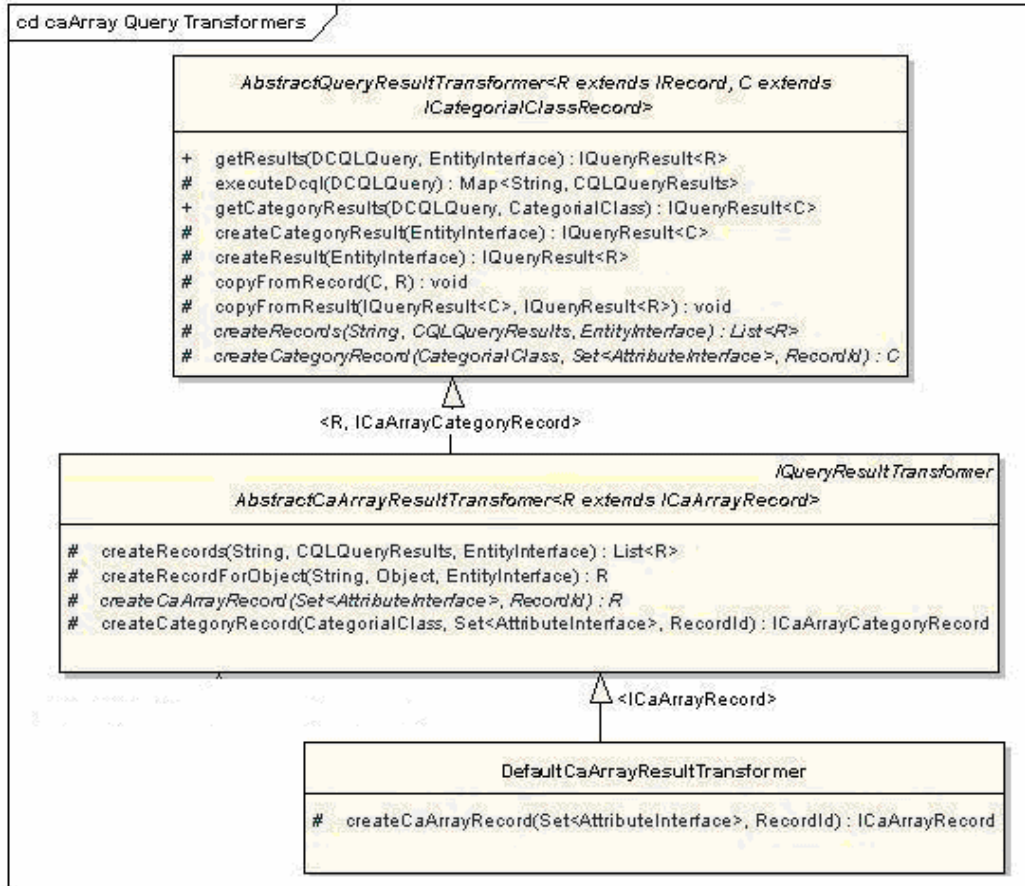 cd caArray Query Transformers
AbstractQueryResultTransformer<R extends IRecord, C extends
ICategorialClassRecord>
+ getResults(DCQLQuery, EntityInterface) : IQueryResult<R>
# executeDcql(DCQLQuery) : Map<String, CQLQueryResults>
+ getCategoryResults(DCQLQuery, CategorialClass) : IQueryResult<C>
# createCategoryResult(EntityInterface) : IQueryResult<C>
# createResult(EntityInterface) : IQueryResult<R>
# copyFromRecord(C, R) : void
# copyFromResult(IQueryResult<C>, IQueryResult<R>) : void
# createRecords(String, CQLQueryResults, EntityInterface) : List<R>
# createCategoryRecord(CategorialClass, Set<AttributeInterface>, RecordId) : C
<R, ICaArrayCategoryRecord>
IQueryResultTransformer
AbstractCaArrayResultTransfomer<R extends ICaArrayRecord>
# createRecords(String, CQLQueryResults, EntityInterface) : List<R>
# createRecordForObject(String, Object, EntityInterface) : R
# createCaArrayRecord(Set<AttributeInterface>, RecordId) : R
# createCategoryRecord(CategorialClass, Set<AttributeInterface>, RecordId) : ICaArrayCategoryRecord
<ICaArrayRecord>
DefaultCaArrayResultTransformer
# createCaArrayRecord(Set<AttributeInterface>, RecordId) : ICaArrayRecord